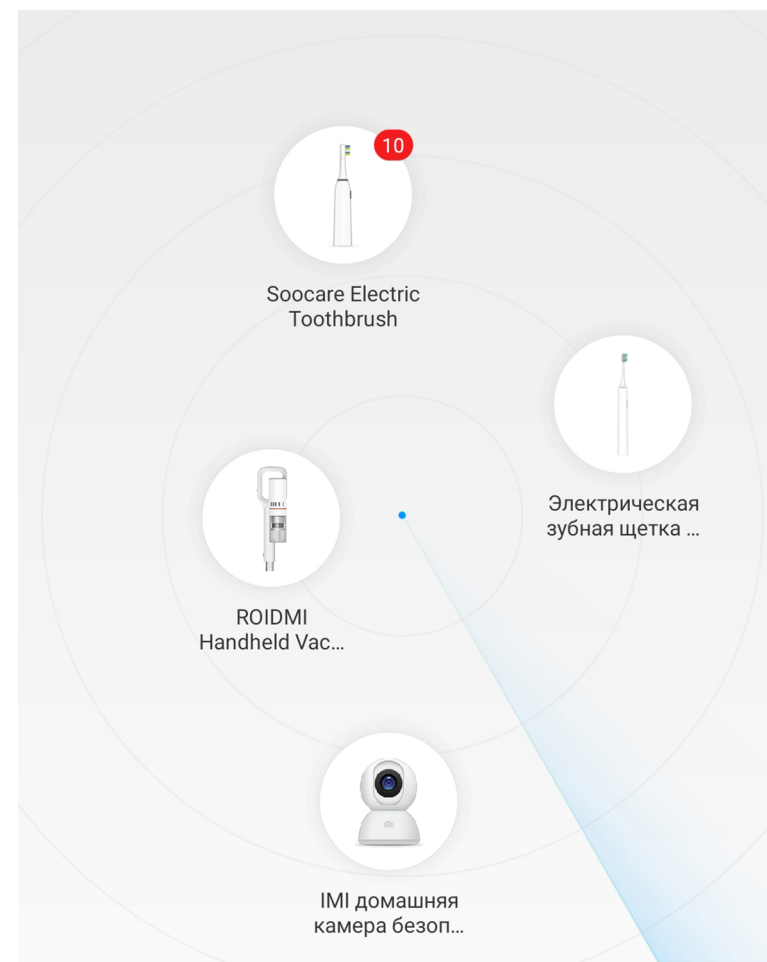 10
Soocare Electric
Toothbrush
Электрическая
зубная щетка ...
ROIDMI
Handheld Vac...
IMI домашняя
камера безоп...